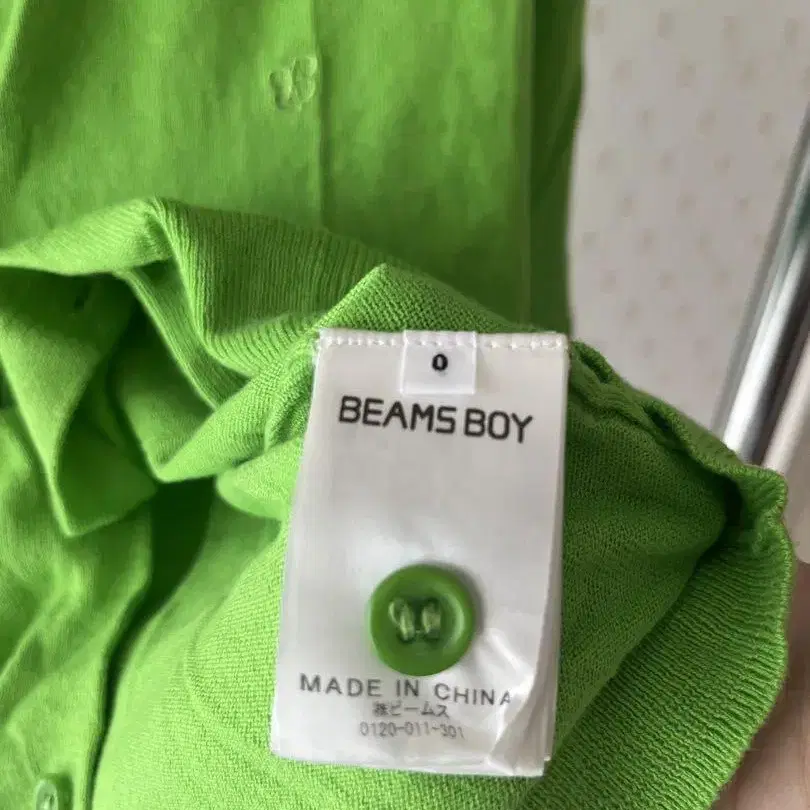 0
BEAMS BOY
MADE IN CHINA
㈱ビームス
0120-011-301